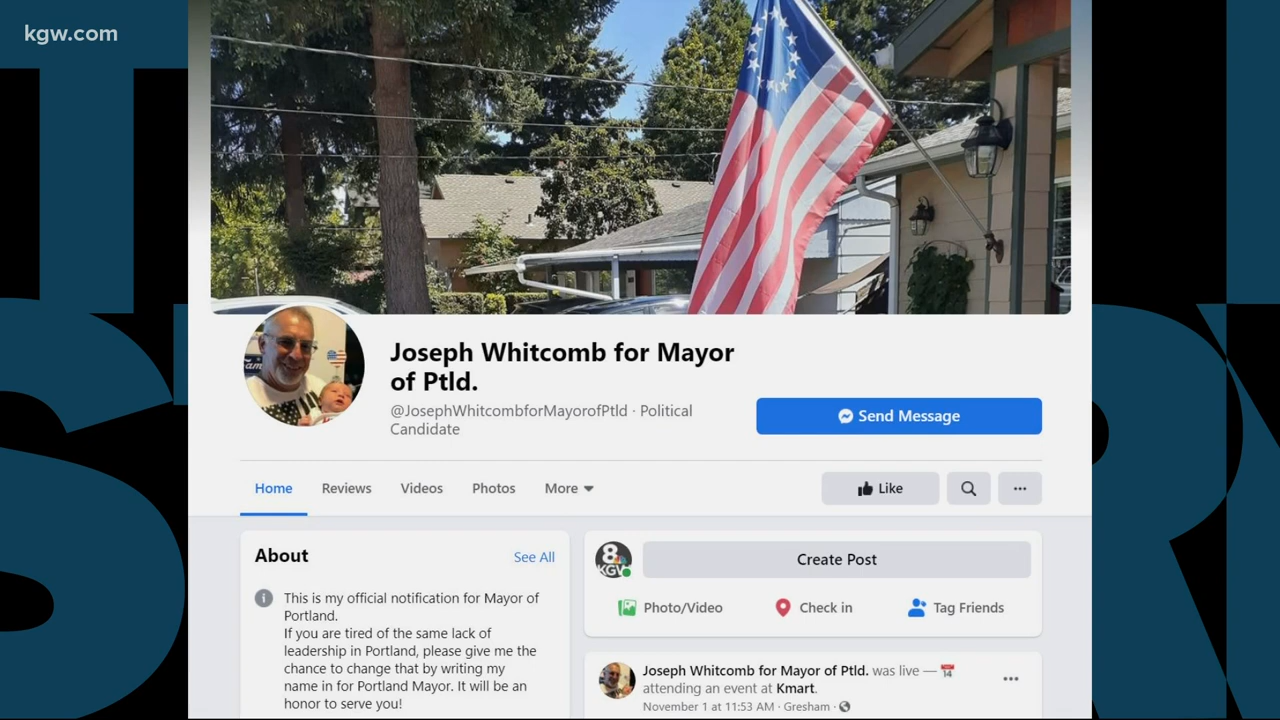 kgw.com
Joseph Whitcomb for Mayor
of Ptld.
@JosephWhitcombforMayorofPtld · Political
Candidate
Send Message
Home
Reviews
Videos
Photos
More
Like
About
See All
This is my official notification for Mayor of
Portland.
If you are tired of the same lack of
leadership in Portland, please give me the
chance to change that by writing my
name in for Portland Mayor. It will be an
honor to serve you!
8
KGW
Create Post
Photo/Video
Check in
Tag Friends
Joseph Whitcomb for Mayor of Ptld. was live — 📅
attending an event at Kmart.
November 1 at 11:53 AM · Gresham ·